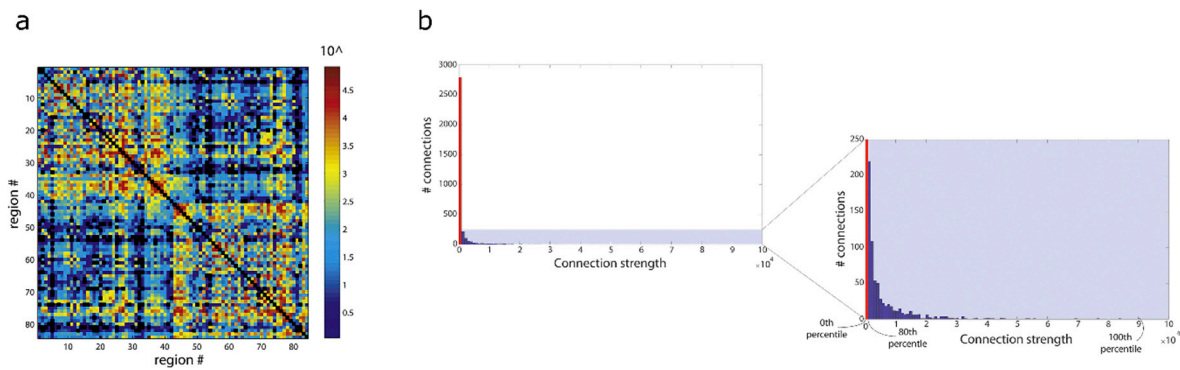 a
b
10^
4.5
4
3.5
3
2.5
2
1.5
1
0.5
10
20
30
40
50
60
70
80
region #
10 20 30 40 50 60 70 80
region #
3000
2500
2000
1500
1000
500
0
# connections
0 1 2 3 4 5 6 7 8 9 10
×10⁻⁴
Connection strength
250
200
150
100
50
0
# connections
0 1 2 3 4 5 6 7 8 9 10
0th
percentile
80th
percentile
Connection strength
100th
percentile